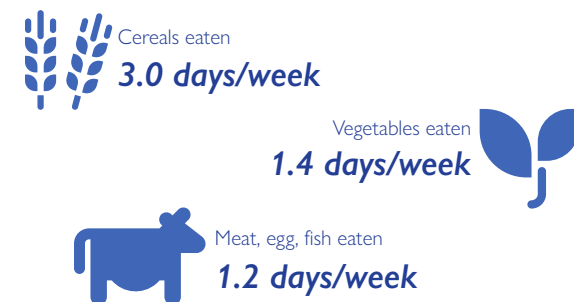 Cereals eaten
3.0 days/week
Vegetables eaten
1.4 days/week
Meat, egg, fish eaten
1.2 days/week